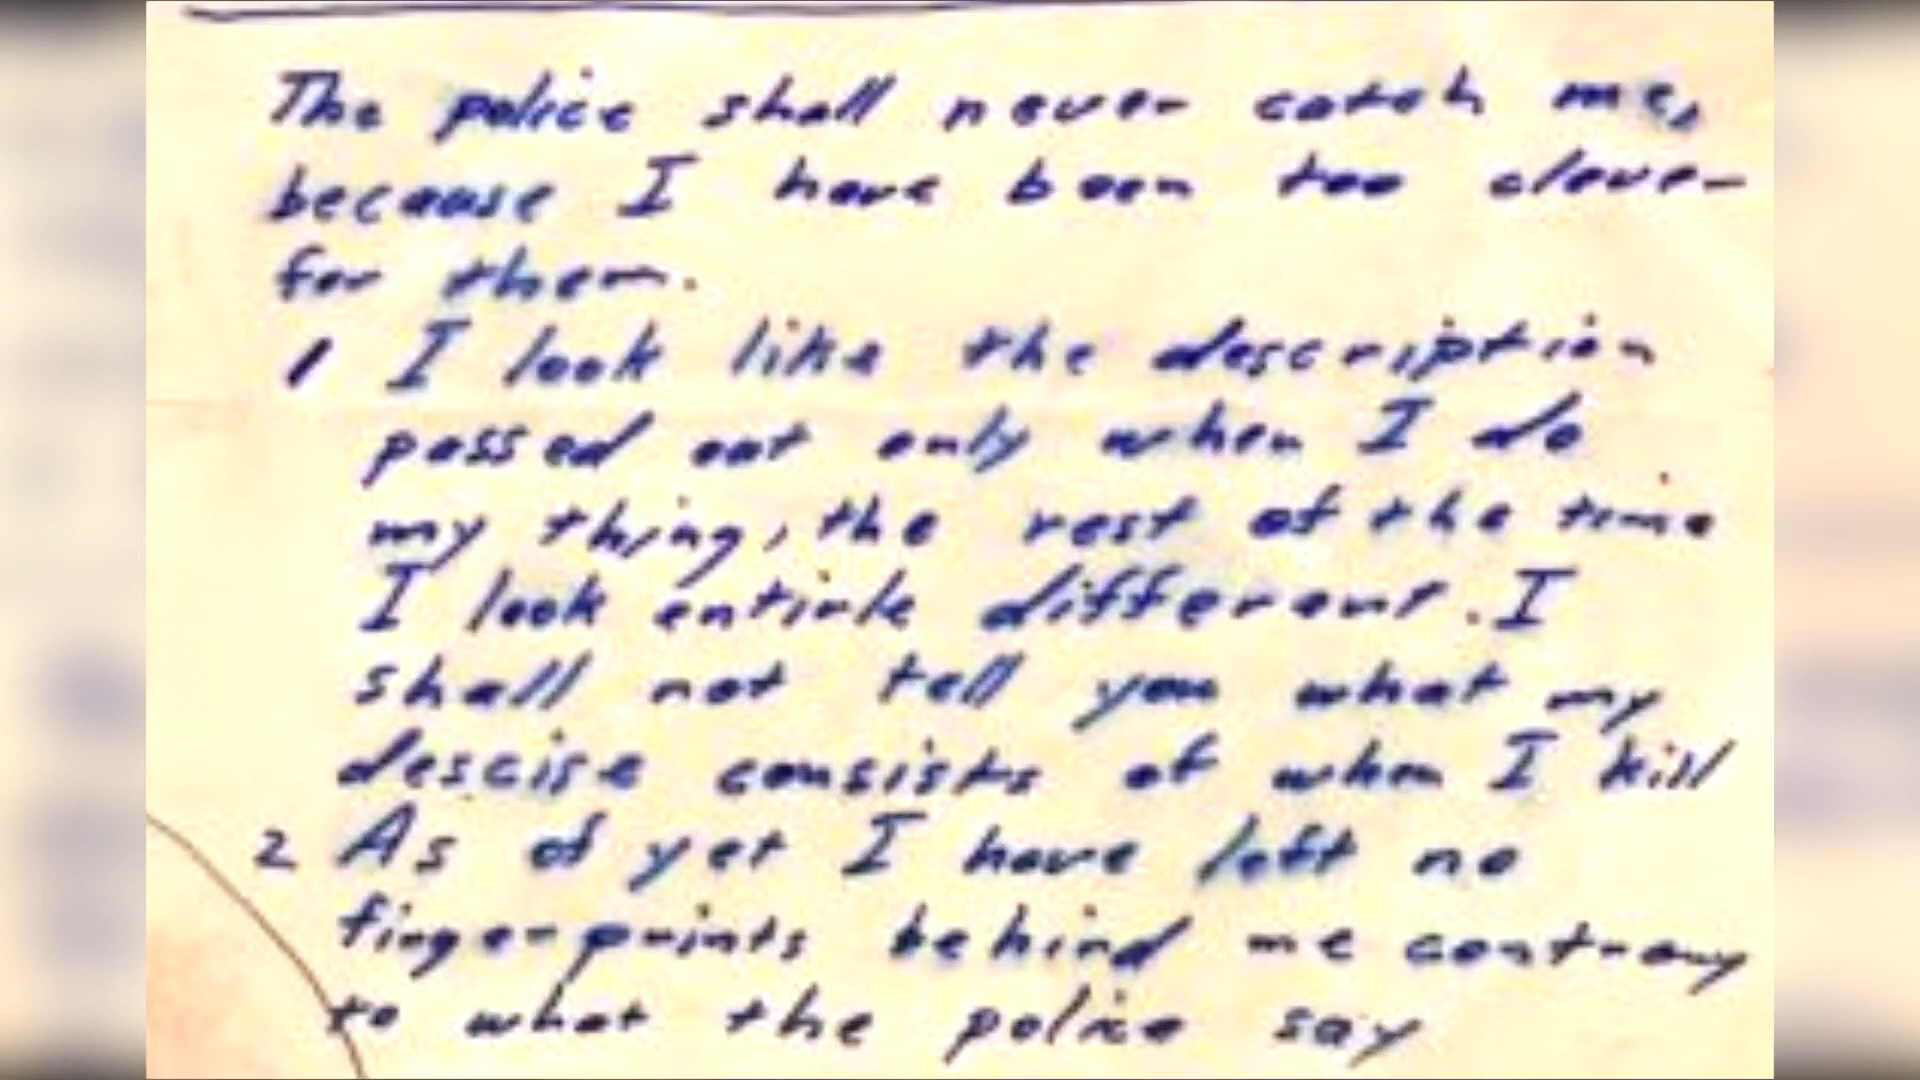 The police shall never catch me,
because I have been too clever
for them.
1 I look like the description
passed out only when I do
my thing, the rest of the time
I look entirle different. I
shall not tell you what my
descise consists of when I kill
2 As of yet I have left no
fingerprints behind me contrary
to what the police say